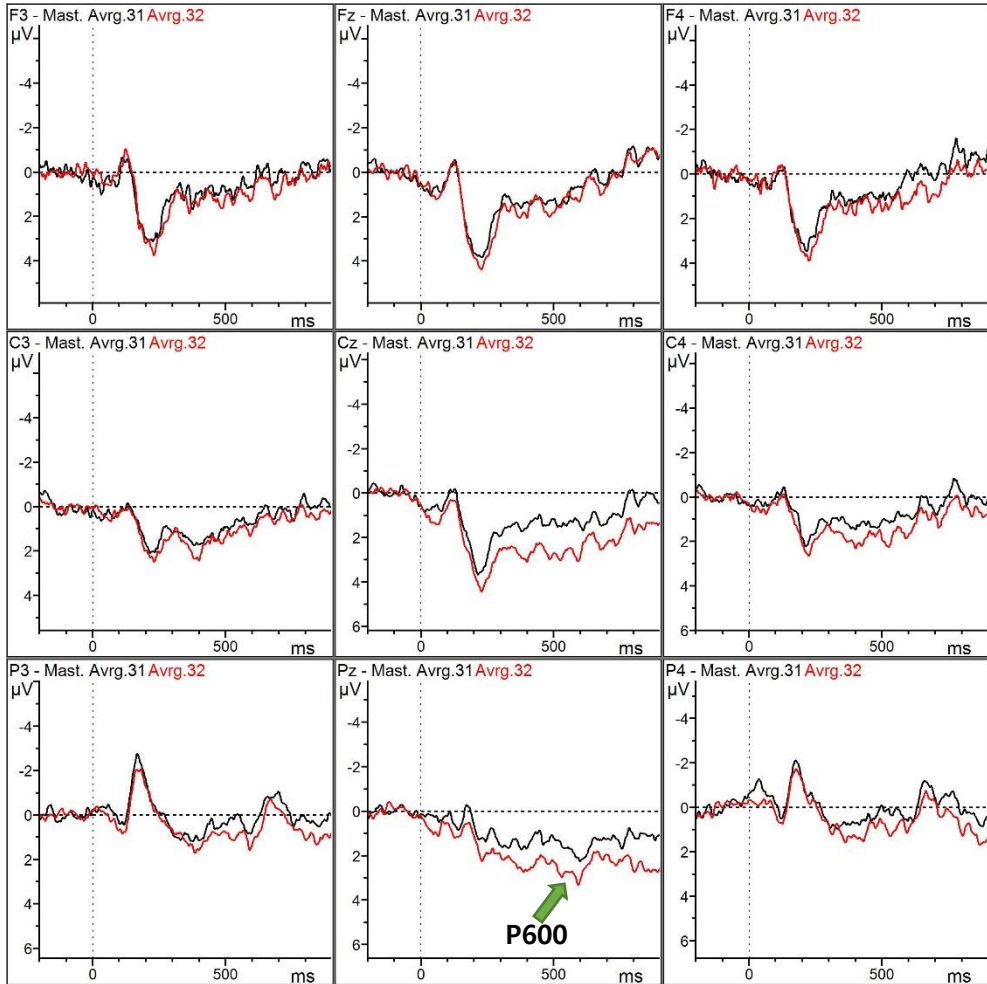 F3 - Mast. Avrg.31 Avrg.32
µV
-4
-2
0
2
4
0
500
ms
Fz - Mast. Avrg.31 Avrg.32
µV
-4
-2
0
2
4
0
500
ms
F4 - Mast. Avrg.31 Avrg.32
µV
-4
-2
0
2
4
0
500
ms
C3 - Mast. Avrg.31 Avrg.32
µV
-4
-2
0
2
4
0
500
ms
Cz - Mast. Avrg.31 Avrg.32
µV
-4
-2
0
2
4
6
0
500
ms
C4 - Mast. Avrg.31 Avrg.32
µV
-4
-2
0
2
4
6
0
500
ms
P3 - Mast. Avrg.31 Avrg.32
µV
-4
-2
0
2
4
6
0
500
ms
Pz - Mast. Avrg.31 Avrg.32
µV
-4
-2
0
2
4
6
P600
0
500
ms
P4 - Mast. Avrg.31 Avrg.32
µV
-4
-2
0
2
4
6
0
500
ms